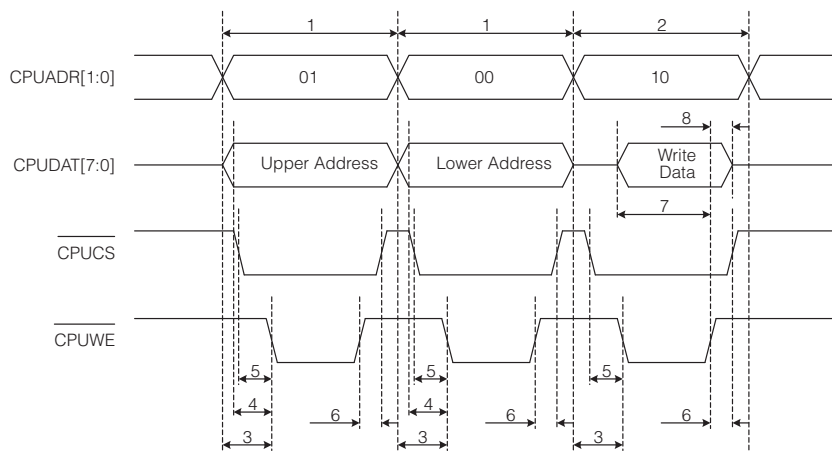 1 1 2
CPUADR[1:0] 01 00 10
8
CPUDAT[7:0] Upper Address Lower Address Write
Data
7
CPUCS
CPUWE
5 5 5
4 6 4 6 6
3 3 3